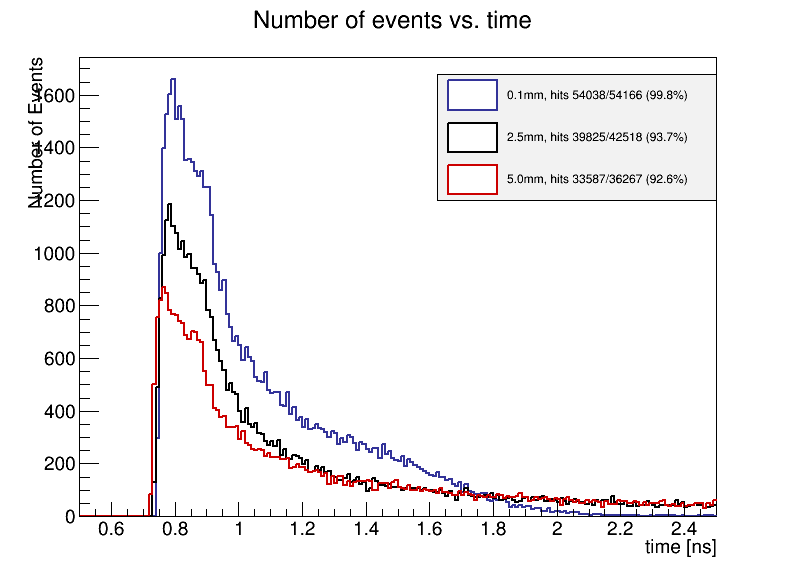 Number of events vs. time
Number of Events
1600
1400
1200
1000
800
600
400
200
0
0.1mm, hits 54038/54166 (99.8%)
2.5mm, hits 39825/42518 (93.7%)
5.0mm, hits 33587/36267 (92.6%)
0.6 0.8 1 1.2 1.4 1.6 1.8 2 2.2 2.4
time [ns]